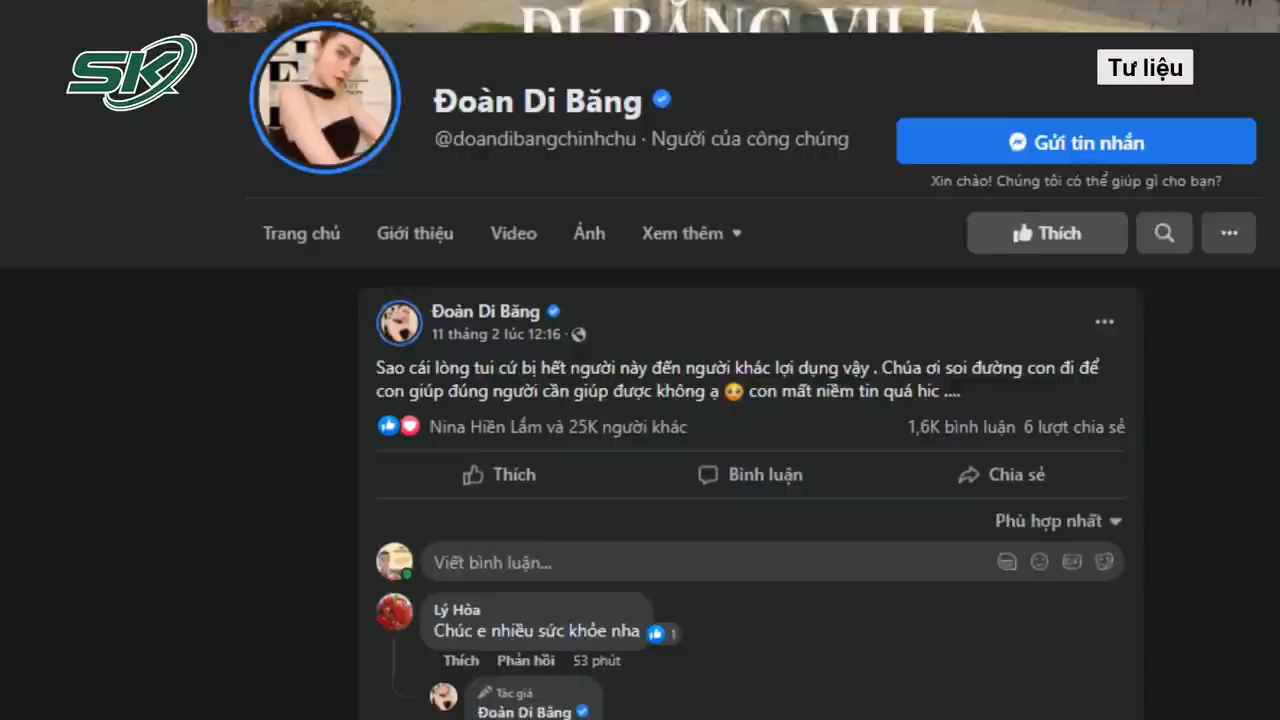 DI BĂNG VILLA
SK
Tư liệu
Đoàn Di Băng
@doandibangchinhchu · Người của công chúng
Gửi tin nhắn
Xin chào! Chúng tôi có thể giúp gì cho bạn?
Trang chủ
Giới thiệu
Video
Ảnh
Xem thêm
Thích
Đoàn Di Băng
11 tháng 2 lúc 12:16 ·
Sao cái lòng tui cứ bị hết người này đến người khác lợi dụng vậy . Chúa ơi soi đường con đi để
con giúp đúng người cần giúp được không ạ 🥺 con mất niềm tin quá hic ....
Nina Hiền Lắm và 25K người khác
1,6K bình luận 6 lượt chia sẻ
Thích
Bình luận
Chia sẻ
Phù hợp nhất
Viết bình luận...
Lý Hòa
Chúc e nhiều sức khỏe nha
1
Thích Phản hồi 53 phút
Tác giả
Đoàn Di Băng